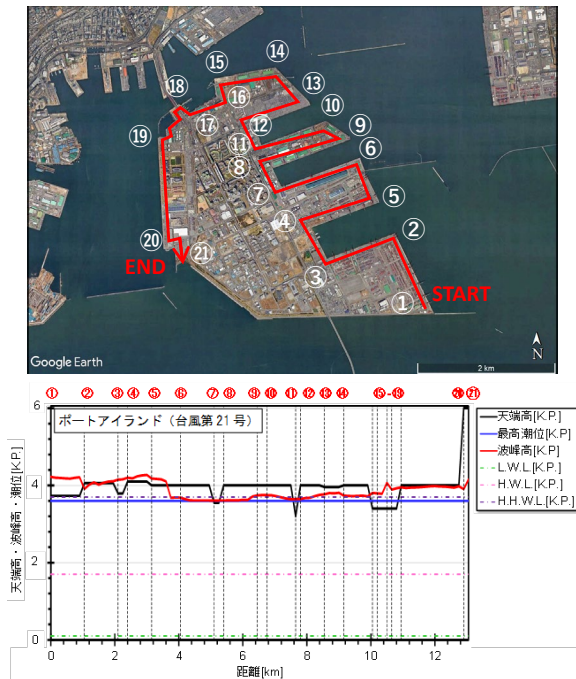 ⑭
⑮
⑬
⑱
⑯
⑩
⑨
⑲
⑰
⑫
⑪
⑥
⑧
⑦
⑤
④
②
⑳
㉑
END
③
START
①
N
Google Earth
2 km
① ② ③ ④ ⑤ ⑥ ⑦ ⑧ ⑨ ⑩ ⑪ ⑫ ⑬ ⑭ ⑮ - ⑲ ⑳ ㉑
ポートアイランド（台風第21号）
天端高・波峰高・潮位[K.P.]
6
4
2
0
0 2 4 6 8 10 12
距離[km]
天端高[K.P.]
最高潮位[K.P.]
波峰高[K.P.]
L.W.L[K.P.]
H.W.L[K.P.]
H.H.W.L[K.P.]